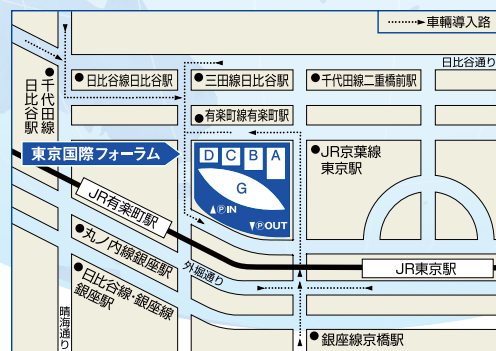 車輛導入路
日比谷通り
千代田線
日比谷駅
日比谷線日比谷駅
三田線日比谷駅
千代田線二重橋前駅
有楽町線有楽町駅
東京国際フォーラム
D C B A
G
▲ⓅIN
▼ⓅOUT
JR京葉線
東京駅
JR有楽町駅
丸ノ内線銀座駅
外堀通り
JR東京駅
日比谷線・銀座線
銀座駅
晴海通り
銀座線京橋駅